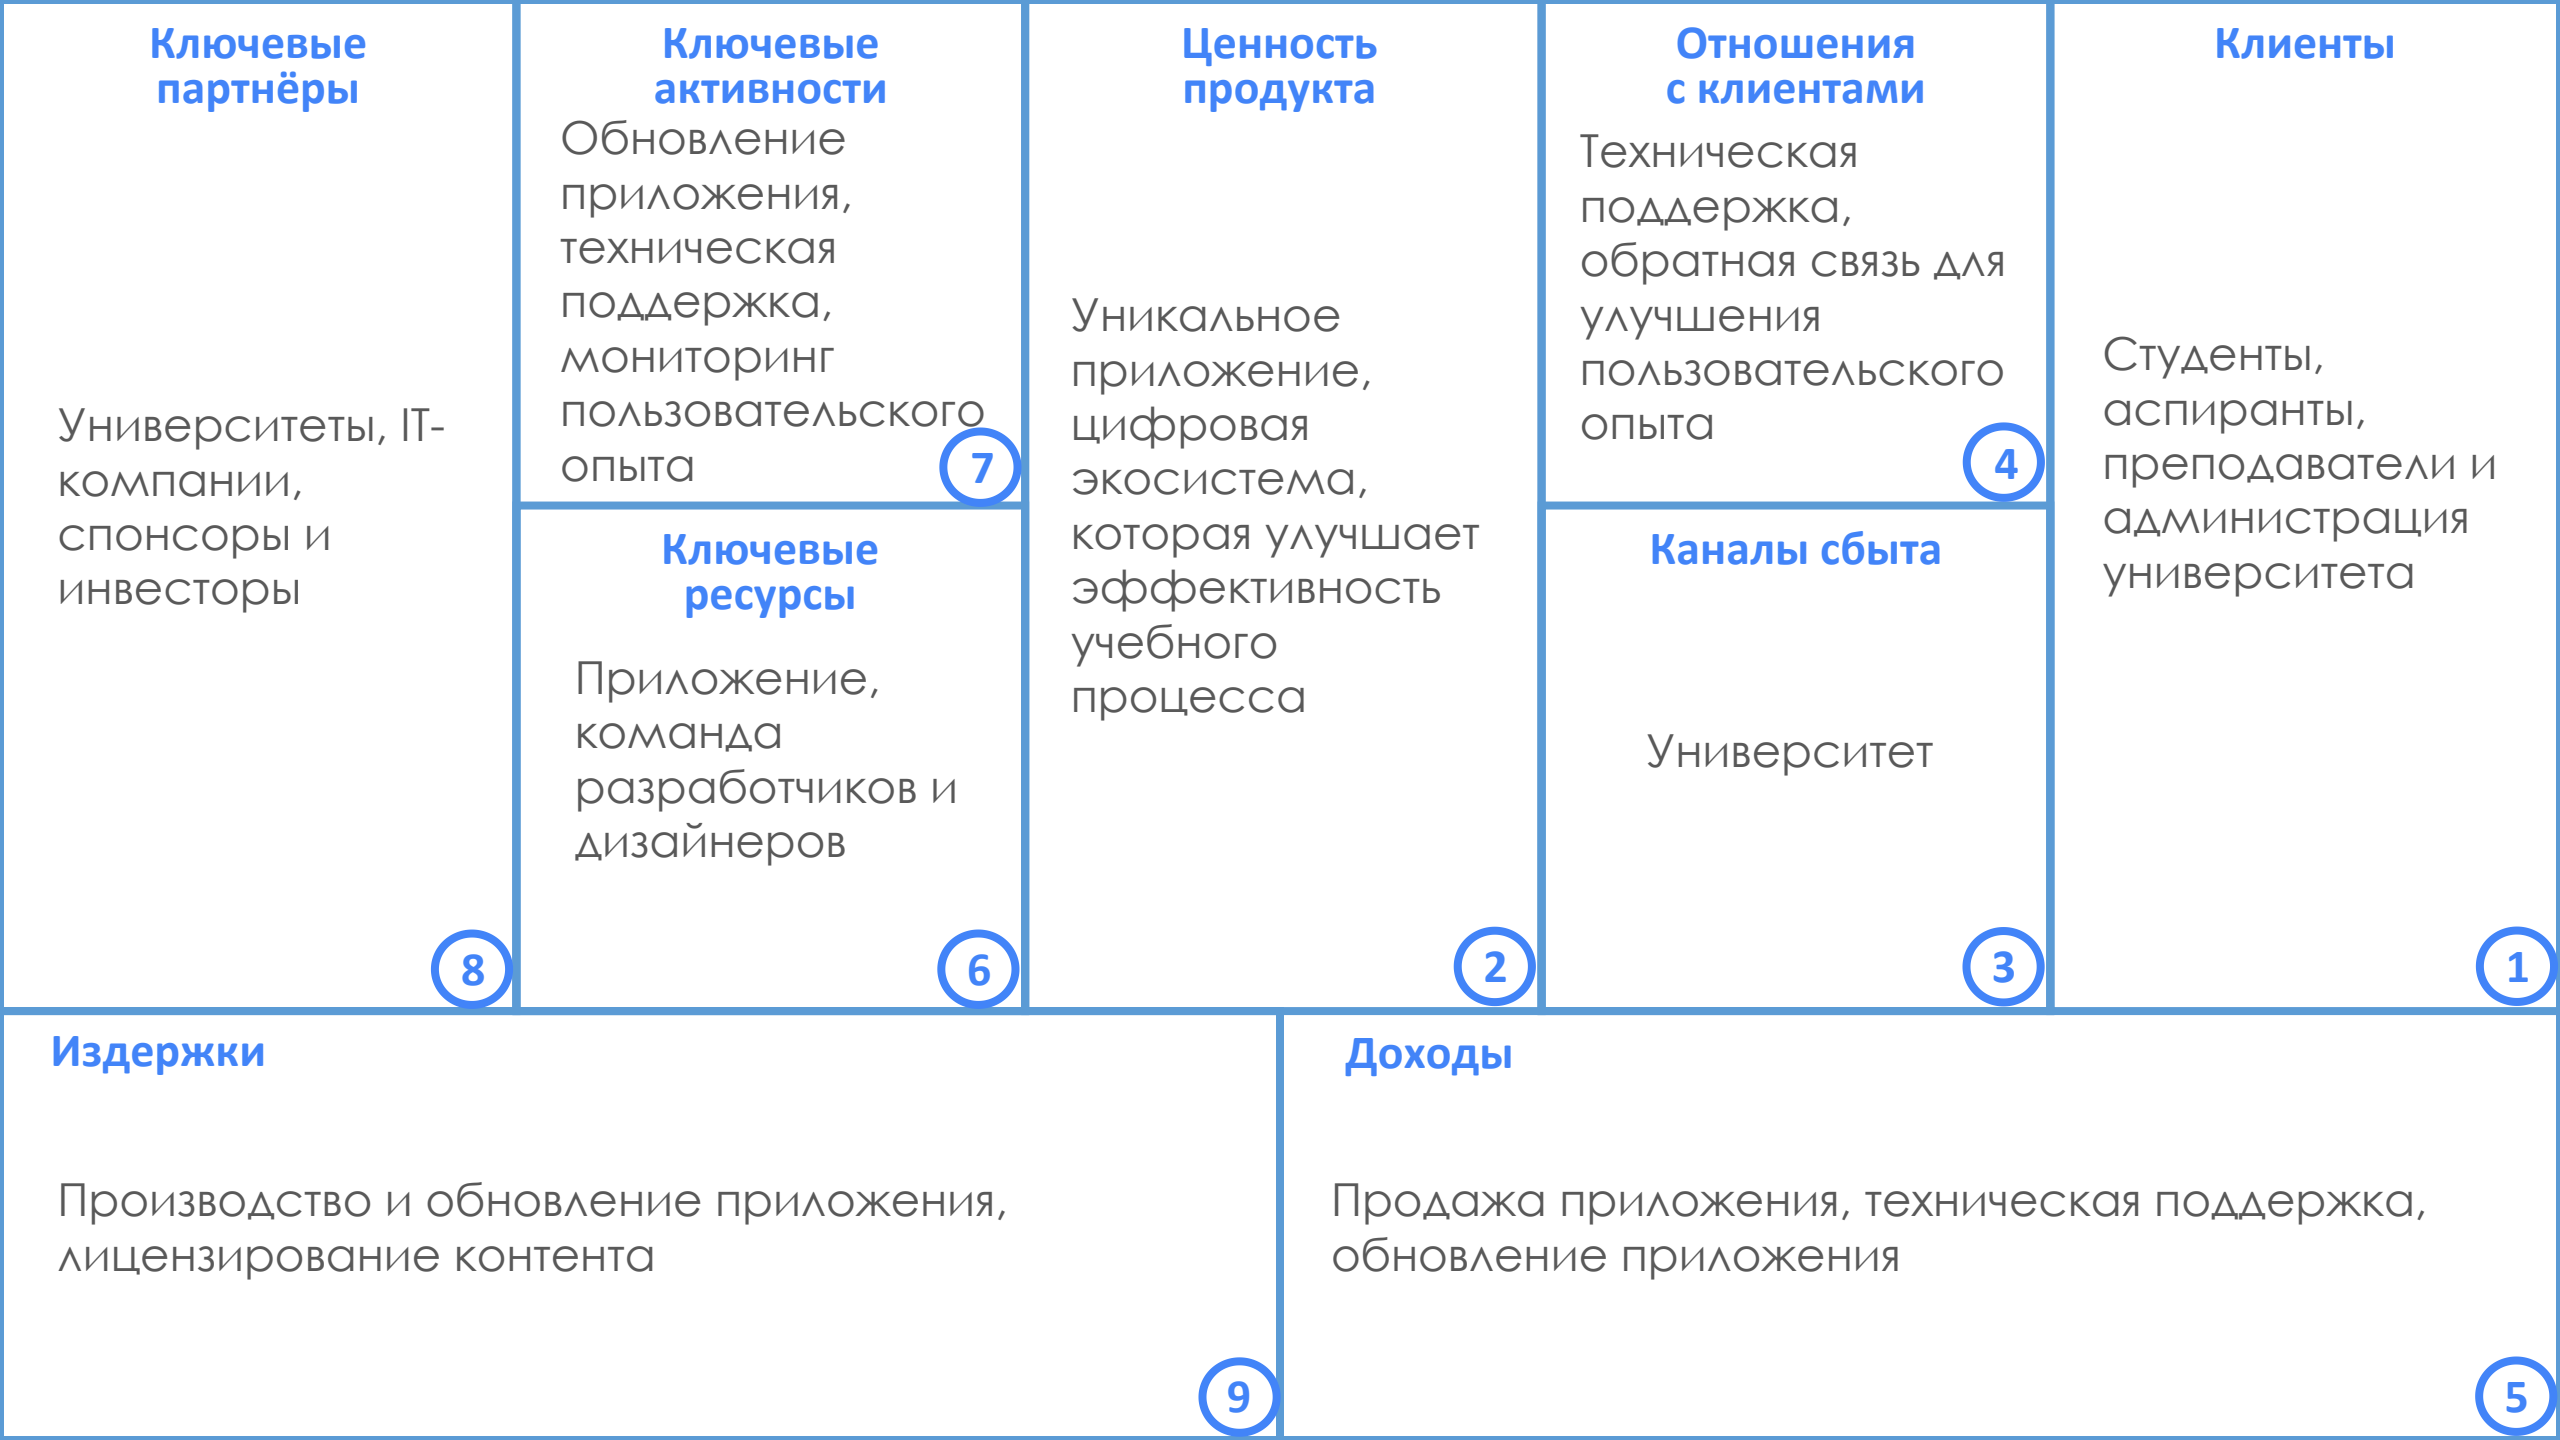 Ключевые
партнёры
Университеты, IT-
компании,
спонсоры и
инвесторы
8
Ключевые
активности
Обновление
приложения,
техническая
поддержка,
мониторинг
пользовательского
опыта
7
Ключевые
ресурсы
Приложение,
команда
разработчиков и
дизайнеров
6
Ценность
продукта
Уникальное
приложение,
цифровая
экосистема,
которая улучшает
эффективность
учебного
процесса
2
Отношения
с клиентами
Техническая
поддержка,
обратная связь для
улучшения
пользовательского
опыта
4
Каналы сбыта
Университет
3
Клиенты
Студенты,
аспиранты,
преподаватели и
администрация
университета
1
Издержки
Производство и обновление приложения,
лицензирование контента
9
Доходы
Продажа приложения, техническая поддержка,
обновление приложения
5